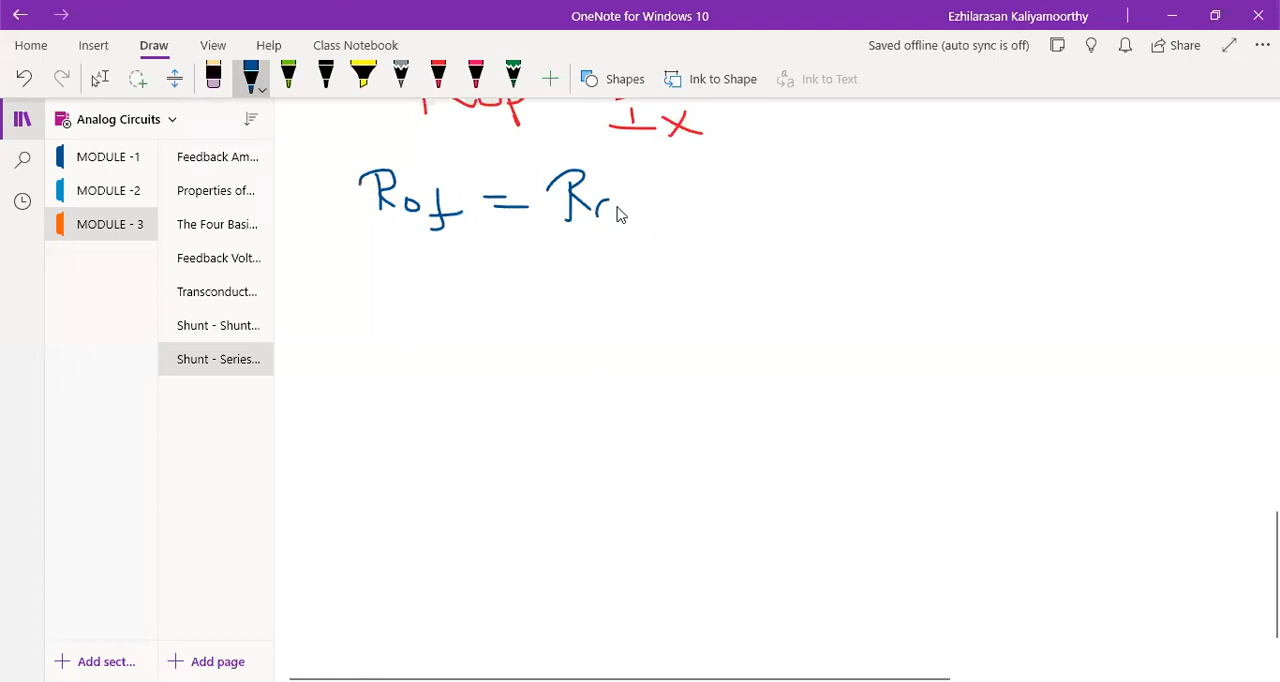 OneNote for Windows 10 Ezhilarasan Kaliyamoorthy
Home Insert Draw View Help Class Notebook Saved offline (auto sync is off) Share
Shapes Ink to Shape Ink to Text
Analog Circuits
MODULE -1
MODULE -2
MODULE - 3
Feedback Am...
Properties of...
The Four Basi...
Feedback Volt...
Transconduct...
Shunt - Shunt...
Shunt - Series...
Ix
Rof = R
Add sect... Add page